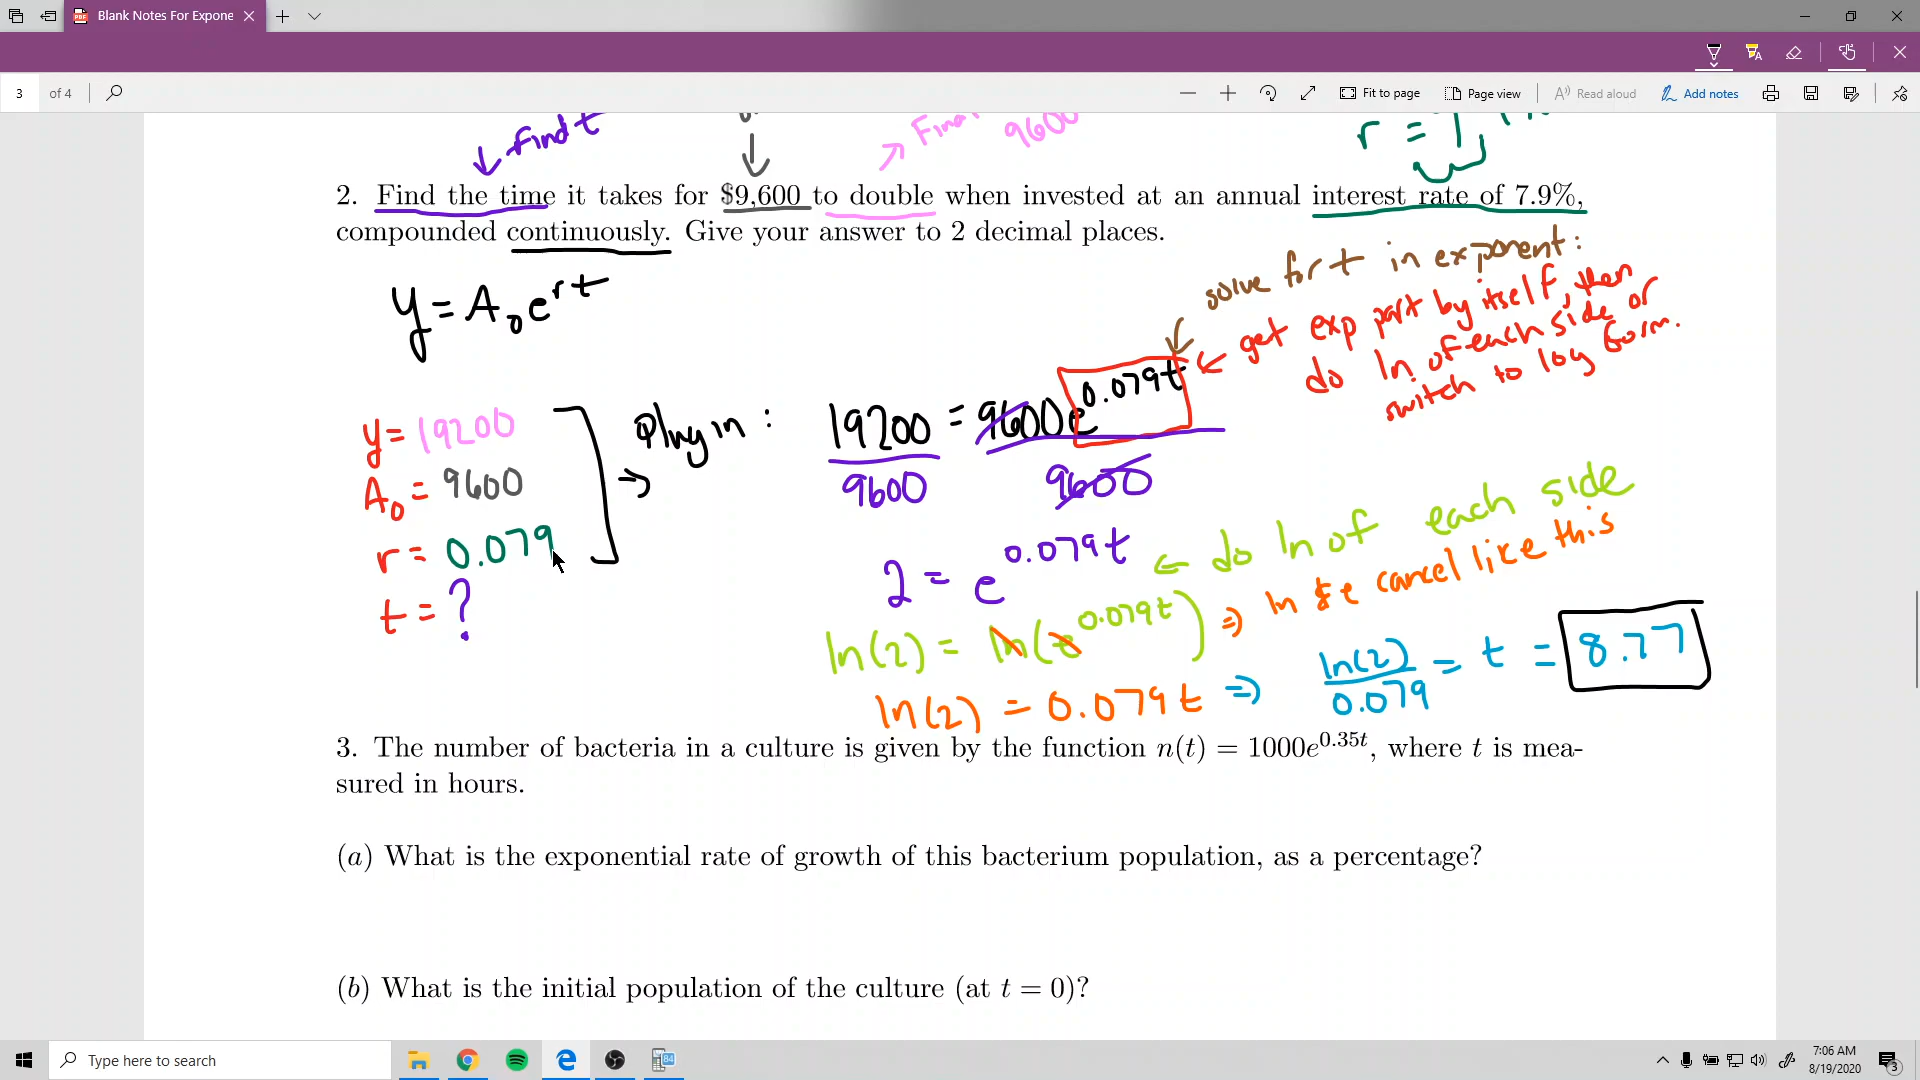 Blank Notes For Expone
3 of 4
Fit to page
Page view
Read aloud
Add notes
find t
Final
9600
r =
2. Find the time it takes for $9,600 to double when invested at an annual interest rate of 7.9%,
compounded continuously. Give your answer to 2 decimal places.
solve for t in exponent:
y = A₀e^{rt}
get exp part by itself, then
do ln of each side or
switch to log form.
y = 19200
A₀ = 9600
r = 0.079
t = ?
⇒ Plug in :
19200 = 9600e^{0.079t}
9600 9600
2 = e^{0.079t} ← do ln of each side
ln(2) = ln(e^{0.079t}) ⇒ ln & e cancel like this
ln(2) = 0.079t ⇒ ln(2)/0.079 = t = 8.77
3. The number of bacteria in a culture is given by the function n(t) = 1000e^{0.35t}, where t is mea-
sured in hours.
(a) What is the exponential rate of growth of this bacterium population, as a percentage?
(b) What is the initial population of the culture (at t = 0)?
Type here to search
84
7:06 AM
8/19/2020
3